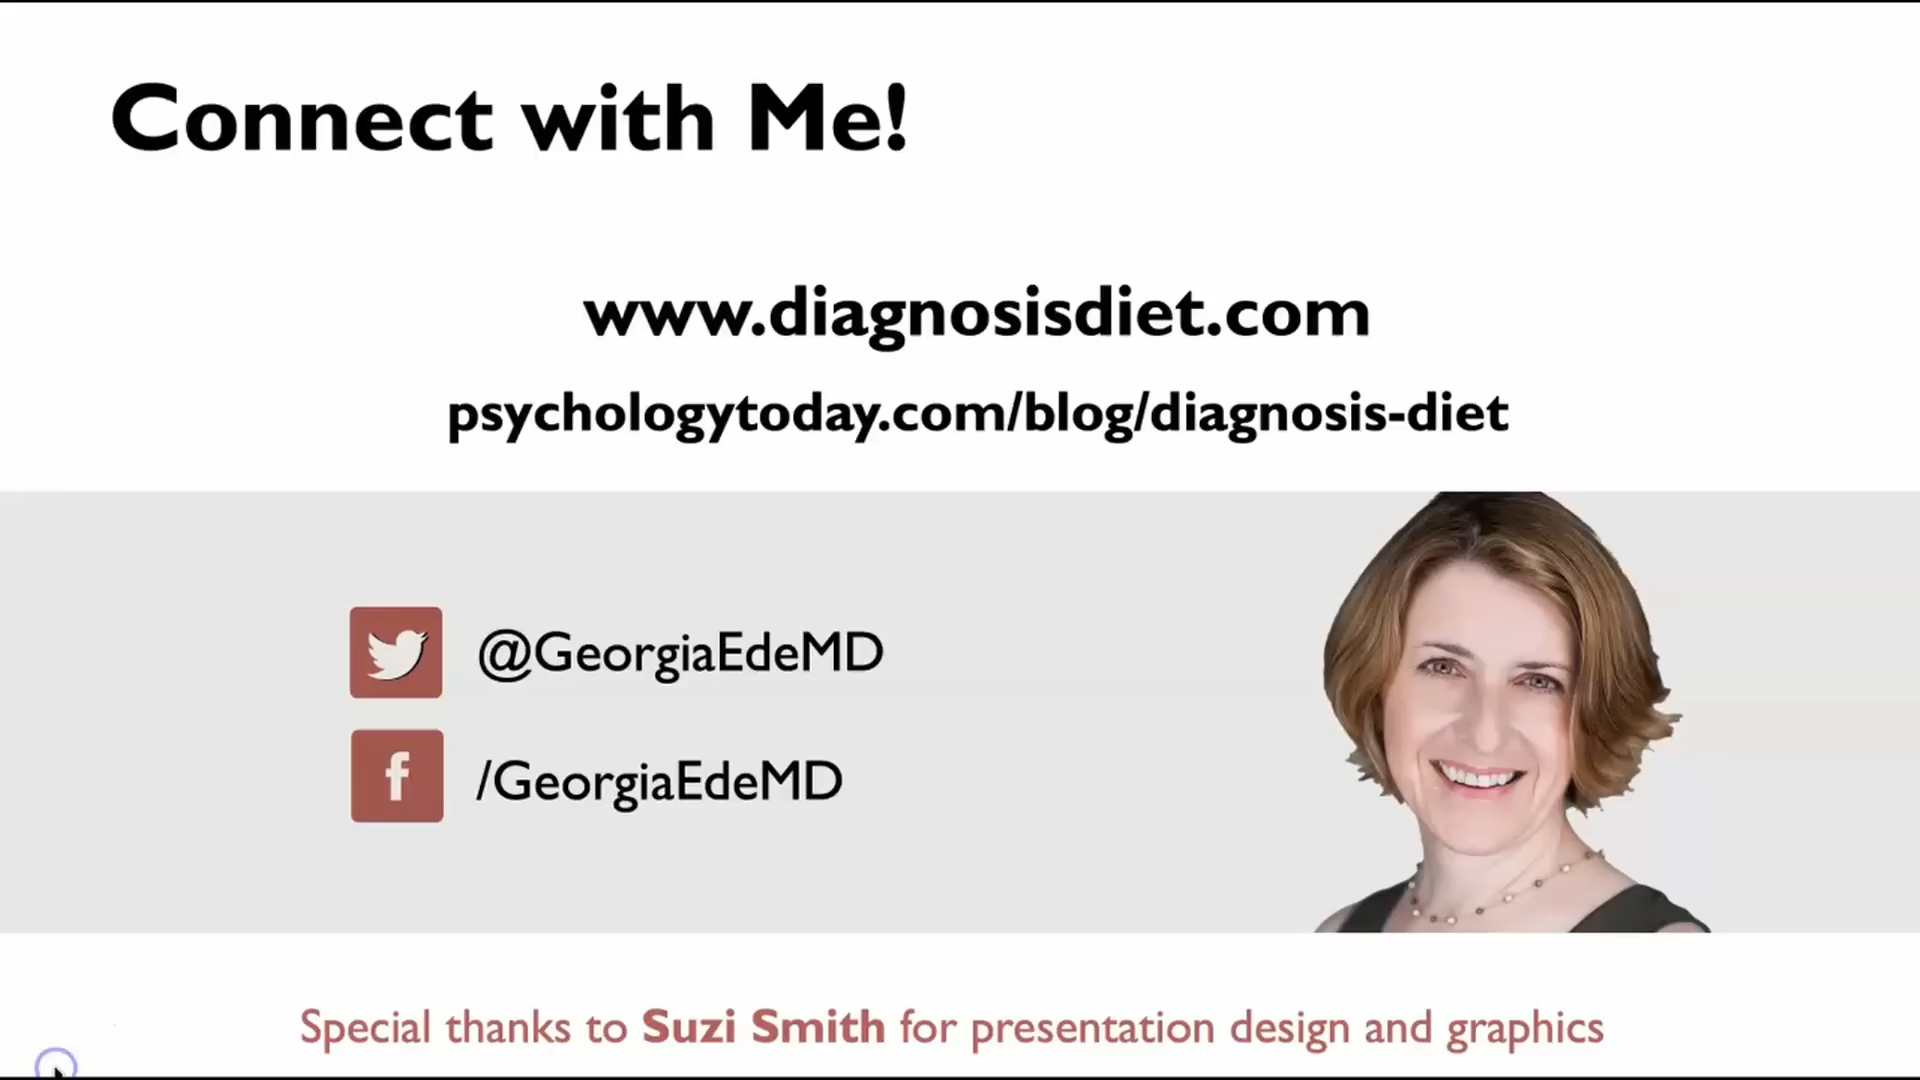 Connect with Me!
www.diagnosisdiet.com
psychologytoday.com/blog/diagnosis-diet
@GeorgiaEdeMD
f /GeorgiaEdeMD
Special thanks to Suzi Smith for presentation design and graphics